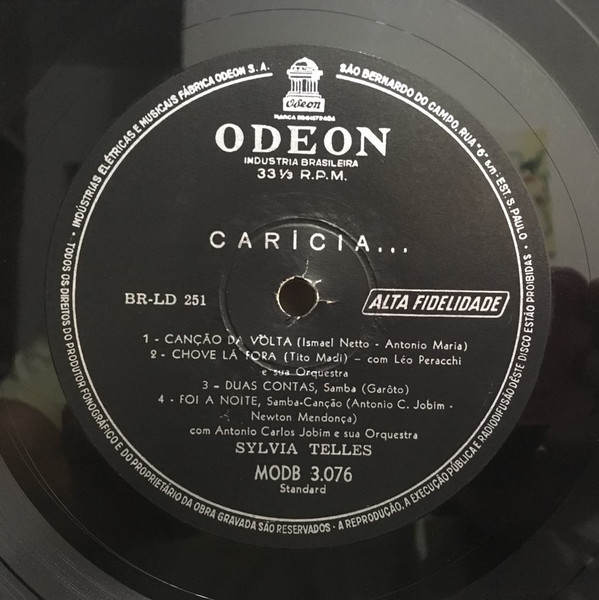 INDÚSTRIAS ELÉTRICAS E MUSICAIS FÁBRICA ODEON S. A.
SÃO BERNARDO DO CAMPO, RUA "6" s/n - EST. S. PAULO
Odeon
MARCA REGISTRADA
ODEON
INDUSTRIA BRASILEIRA
33 1/3 R.P.M.
CARÍCIA...
BR-LD 251
ALTA FIDELIDADE
1 - CANÇÃO DA VOLTA (Ismael Netto - Antonio Maria)
2 - CHOVE LÁ FORA (Tito Madi) - com Léo Peracchi
e sua Orquestra
3 - DUAS CONTAS, Samba (Garôto)
4 - FOI A NOITE, Samba-Canção (Antonio C. Jobim -
Newton Mendonça)
com Antonio Carlos Jobim e sua Orquestra
SYLVIA TELLES
MODB 3.076
Standard
• TODOS OS DIREITOS DO PRODUTOR FONOGRÁFICO E DO PROPRIETÁRIO DA OBRA GRAVADA SÃO RESERVADOS - A REPRODUÇÃO, A EXECUÇÃO PÚBLICA E RADIODIFUSÃO DÊSTE DISCO ESTÃO PROIBIDAS •